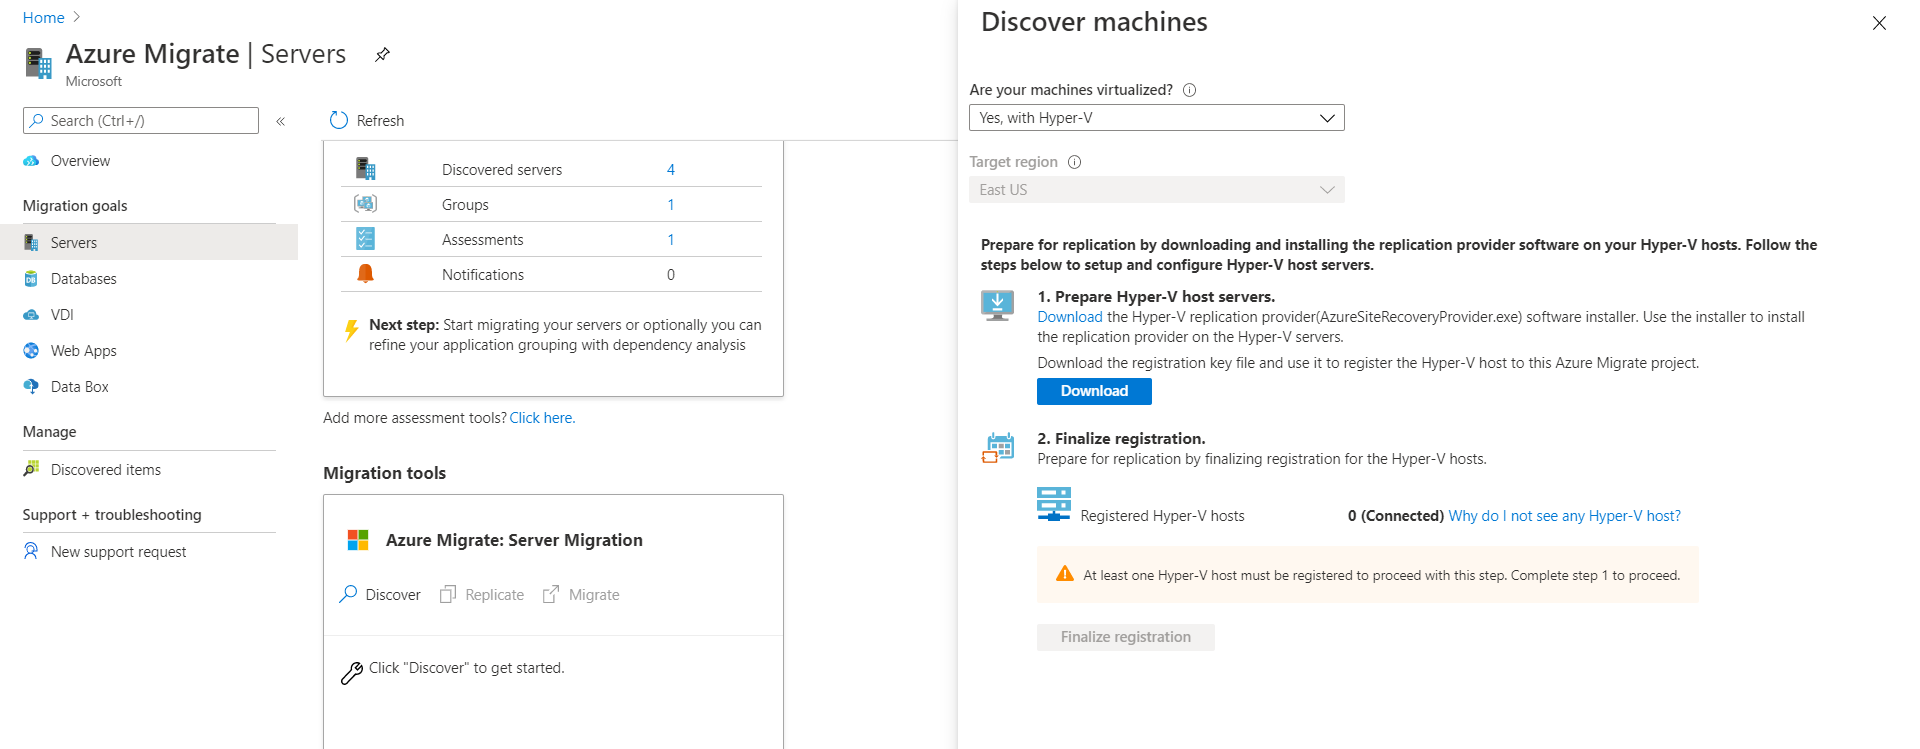 Home
Azure Migrate | Servers
Microsoft
Search (Ctrl+/)
«
Overview
Migration goals
Servers
Databases
VDI
Web Apps
Data Box
Manage
Discovered items
Support + troubleshooting
New support request
Refresh
Discovered servers 4
Groups 1
Assessments 1
Notifications 0
Next step: Start migrating your servers or optionally you can
refine your application grouping with dependency analysis
Add more assessment tools? Click here.
Migration tools
Azure Migrate: Server Migration
Discover Replicate Migrate
Click "Discover" to get started.
Discover machines
Are your machines virtualized?
Yes, with Hyper-V
Target region
East US
Prepare for replication by downloading and installing the replication provider software on your Hyper-V hosts. Follow the
steps below to setup and configure Hyper-V host servers.
1. Prepare Hyper-V host servers.
Download the Hyper-V replication provider(AzureSiteRecoveryProvider.exe) software installer. Use the installer to install
the replication provider on the Hyper-V servers.
Download the registration key file and use it to register the Hyper-V host to this Azure Migrate project.
Download
2. Finalize registration.
Prepare for replication by finalizing registration for the Hyper-V hosts.
Registered Hyper-V hosts 0 (Connected) Why do I not see any Hyper-V host?
At least one Hyper-V host must be registered to proceed with this step. Complete step 1 to proceed.
Finalize registration